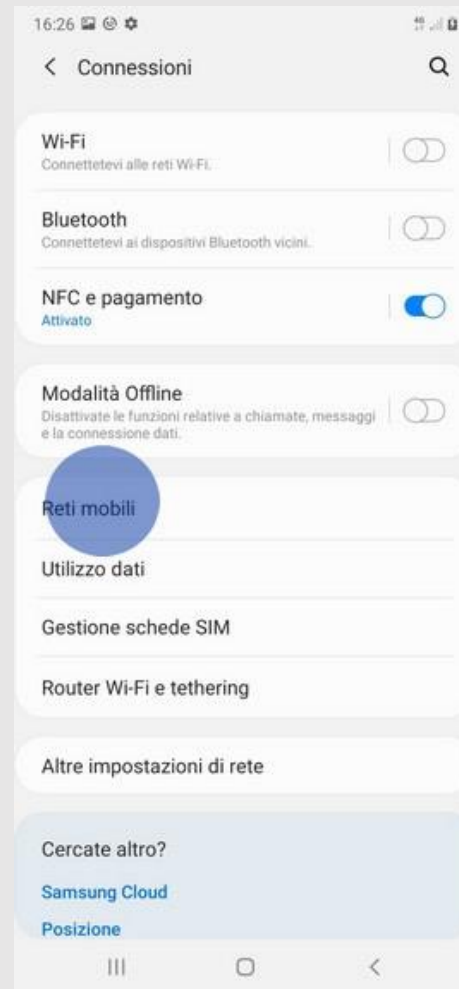 16:26
Connessioni
Wi-Fi
Connettetevi alle reti Wi-Fi.
Bluetooth
Connettetevi ai dispositivi Bluetooth vicini.
NFC e pagamento
Attivato
Modalità Offline
Disattivate le funzioni relative a chiamate, messaggi
e la connessione dati.
Reti mobili
Utilizzo dati
Gestione schede SIM
Router Wi-Fi e tethering
Altre impostazioni di rete
Cercate altro?
Samsung Cloud
Posizione